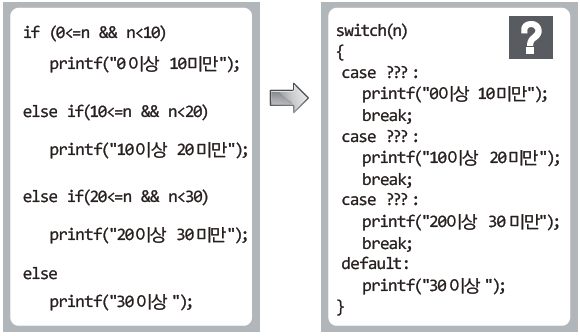 if (0<=n && n<10)
printf("0이상 10미만");
else if(10<=n && n<20)
printf("10이상 20미만");
else if(20<=n && n<30)
printf("20이상 30미만");
else
printf("30이상 ");
?
switch(n)
{
case ??? :
printf("0이상 10미만");
break;
case ??? :
printf("10이상 20미만");
break;
case ??? :
printf("20이상 30미만");
break;
default:
printf("30이상 ");
}